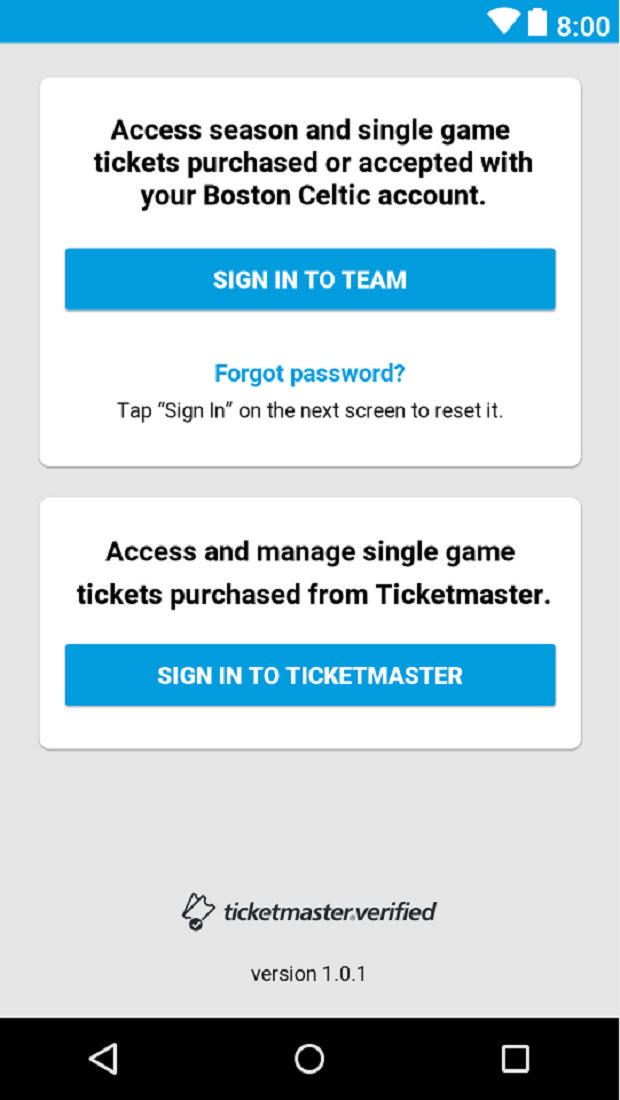 8:00
Access season and single game
tickets purchased or accepted with
your Boston Celtic account.
SIGN IN TO TEAM
Forgot password?
Tap “Sign In” on the next screen to reset it.
Access and manage single game
tickets purchased from Ticketmaster.
SIGN IN TO TICKETMASTER
ticketmaster®verified
version 1.0.1